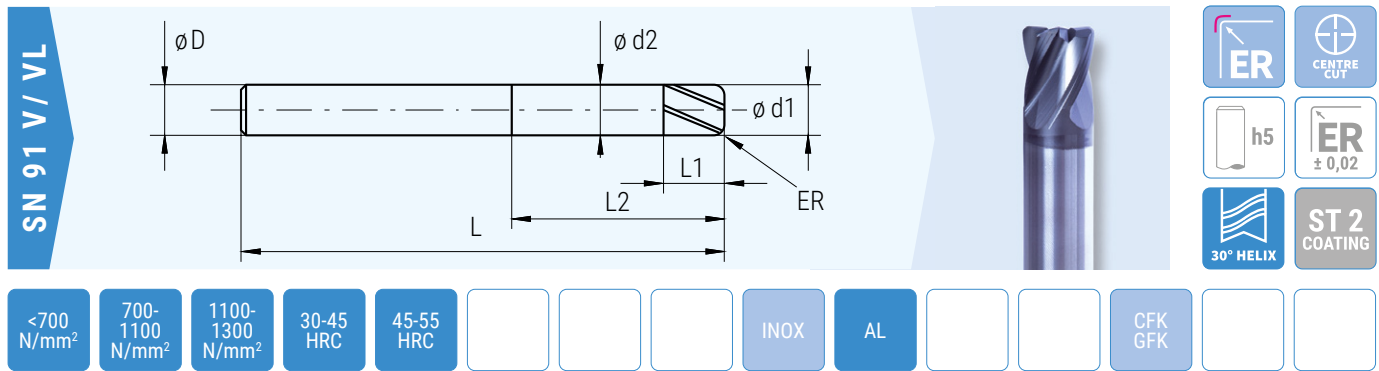 SN 91 V/ VL
ø D
ø d2
ø d1
L1
L2
L
ER
ER
CENTRE
CUT
h5
ER
± 0,02
30° HELIX
ST 2
COATING
<700
N/mm²
700-
1100
N/mm²
1100-
1300
N/mm²
30-45
HRC
45-55
HRC
INOX
AL
CFK
GFK